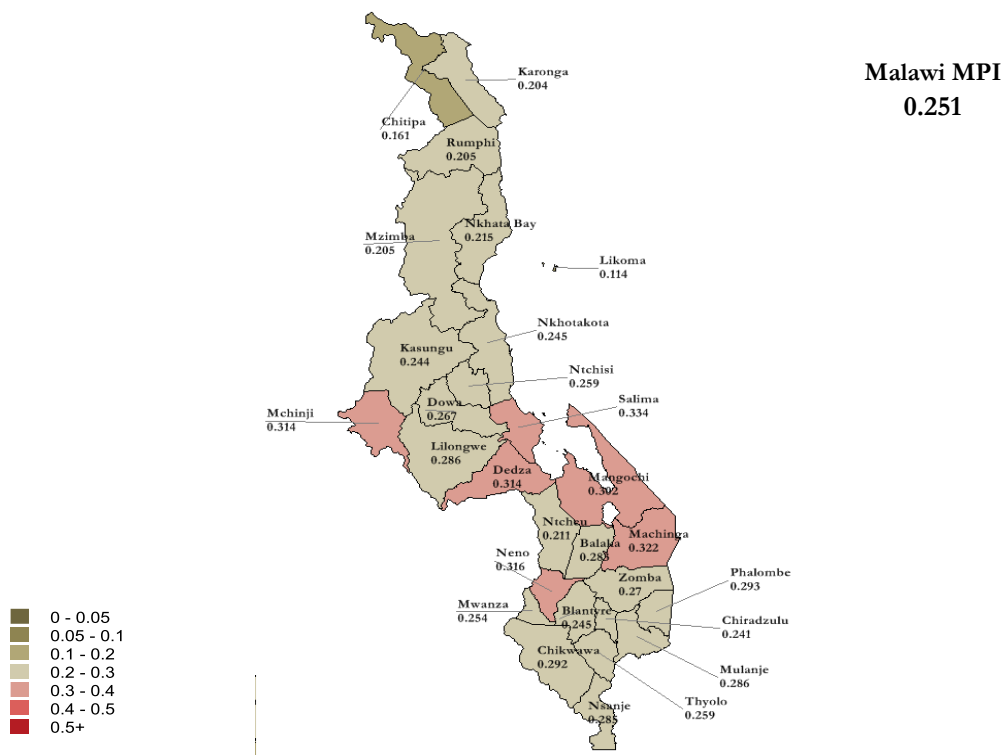 Malawi MPI
0.251
Karonga
0.204
Chitipa
0.161
Rumphi
0.205
Nkhata Bay
0.215
Mzimba
0.205
Likoma
0.114
Nkhotakota
0.245
Kasungu
0.244
Ntchisi
0.259
Salima
0.334
Dowa
0.267
Mchinji
0.314
Lilongwe
0.286
Dedza
0.314
Mangochi
0.302
Ntcheu
0.211
Machinga
0.322
Balaka
0.283
Neno
0.316
Zomba
0.27
Phalombe
0.293
Mwanza
0.254
Blantyre
0.245
Chiradzulu
0.241
Chikwawa
0.292
Mulanje
0.286
Thyolo
0.259
Nsanje
0.285
0 - 0.05
0.05 - 0.1
0.1 - 0.2
0.2 - 0.3
0.3 - 0.4
0.4 - 0.5
0.5+